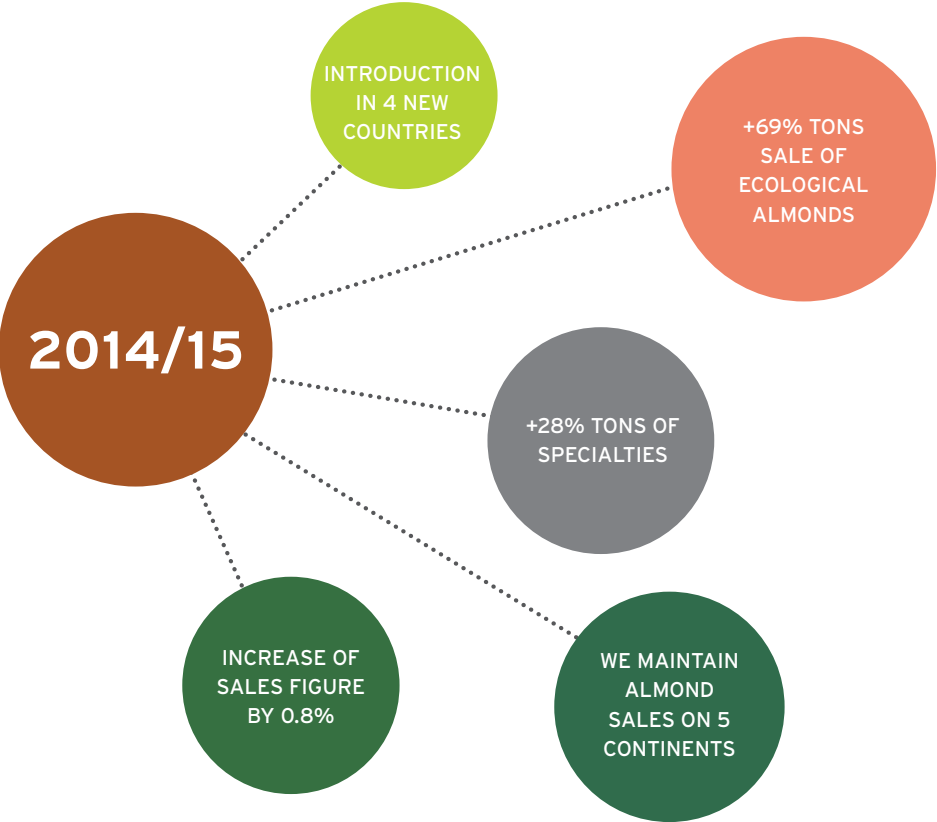 INTRODUCTION
IN 4 NEW
COUNTRIES
+69% TONS
SALE OF
ECOLOGICAL
ALMONDS
2014/15
+28% TONS OF
SPECIALTIES
INCREASE OF
SALES FIGURE
BY 0.8%
WE MAINTAIN
ALMOND
SALES ON 5
CONTINENTS